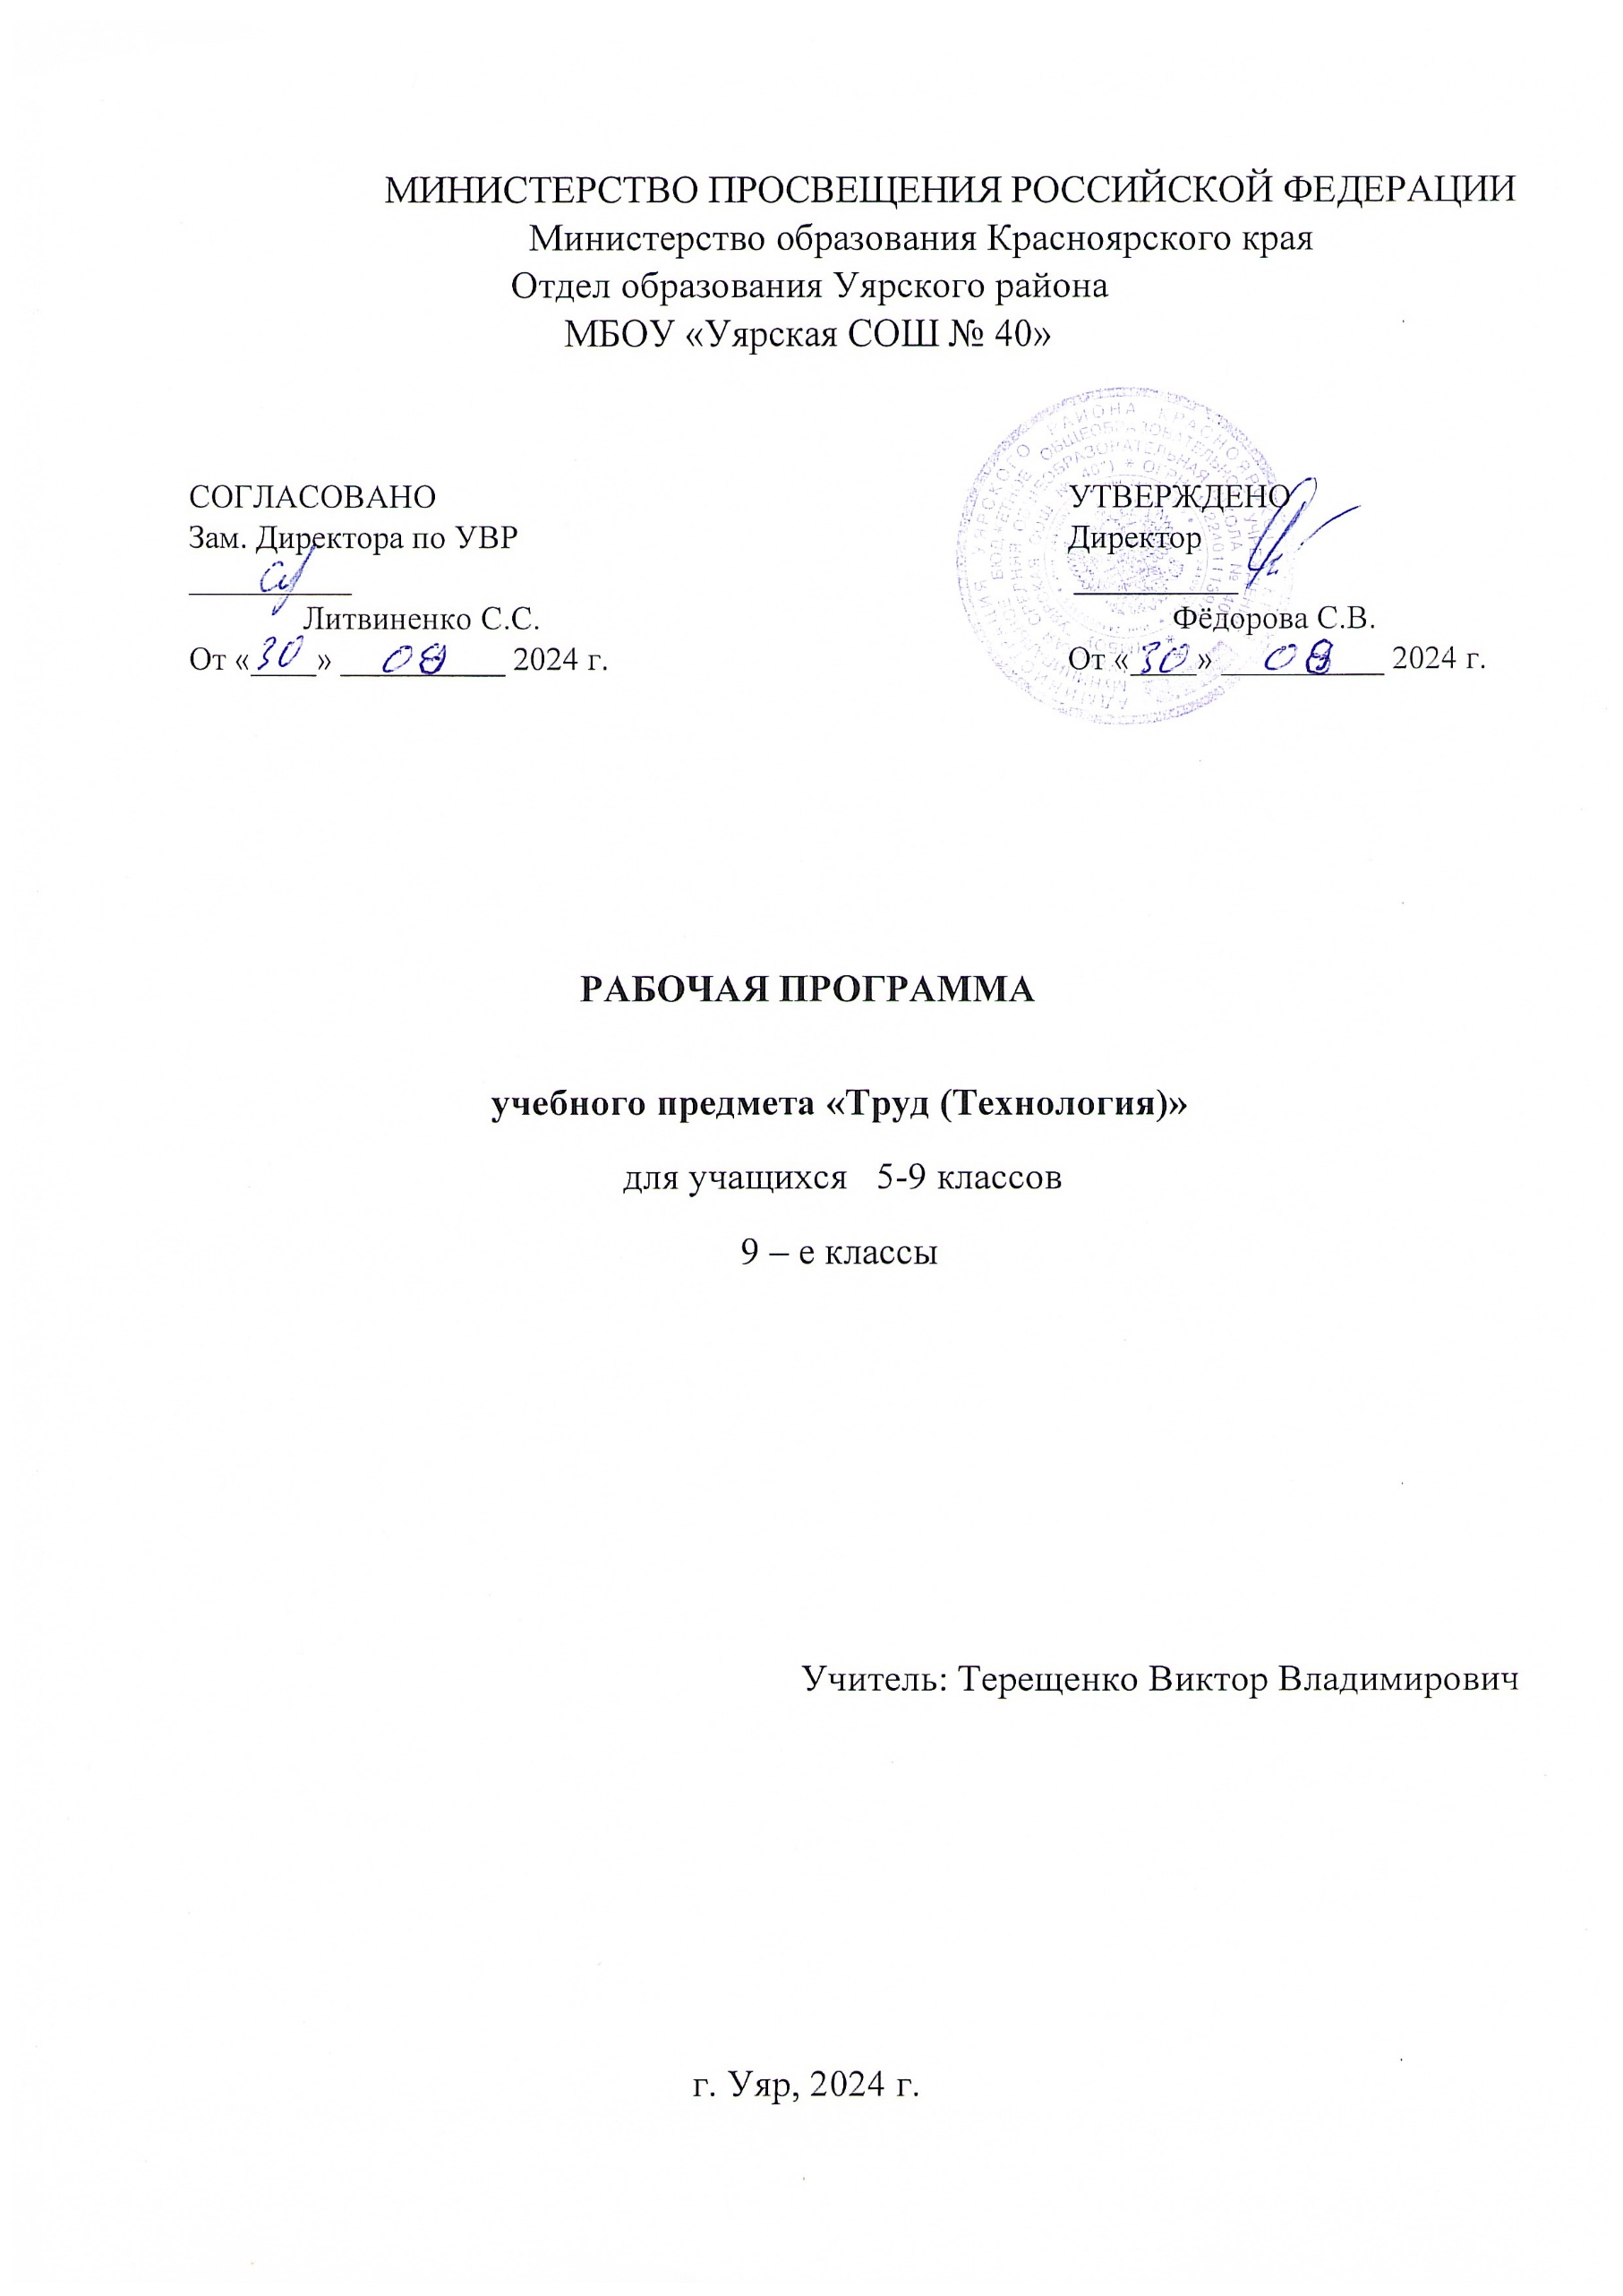 МИНИСТЕРСТВО ПРОСВЕЩЕНИЯ РОССИЙСКОЙ ФЕДЕРАЦИИ
Министерство образования Красноярского края
Отдел образования Уярского района
МБОУ «Уярская СОШ № 40»
СОГЛАСОВАНО
Зам. Директора по УВР
Литвиненко С.С.
От «30» 08 2024 г.
УТВЕРЖДЕНО
Директор
Фёдорова С.В.
От «30» 08 2024 г.
РАБОЧАЯ ПРОГРАММА
учебного предмета «Труд (Технология)»
для учащихся 5-9 классов
9 – е классы
Учитель: Терещенко Виктор Владимирович
г. Уяр, 2024 г.